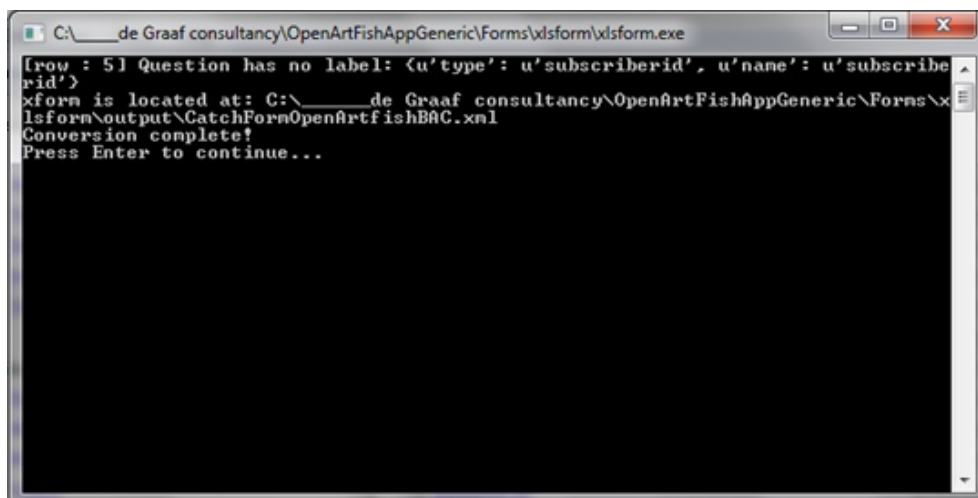 C:\_____de Graaf consultancy\OpenArtFishAppGeneric\Forms\xlsform\xlsform.exe
[row : 5] Question has no label: {u'type': u'subscriberid', u'name': u'subscribe
rid'}
xform is located at: C:\______de Graaf consultancy\OpenArtFishAppGeneric\Forms\x
lsform\output\CatchFormOpenArtfishBAC.xml
Conversion complete!
Press Enter to continue...